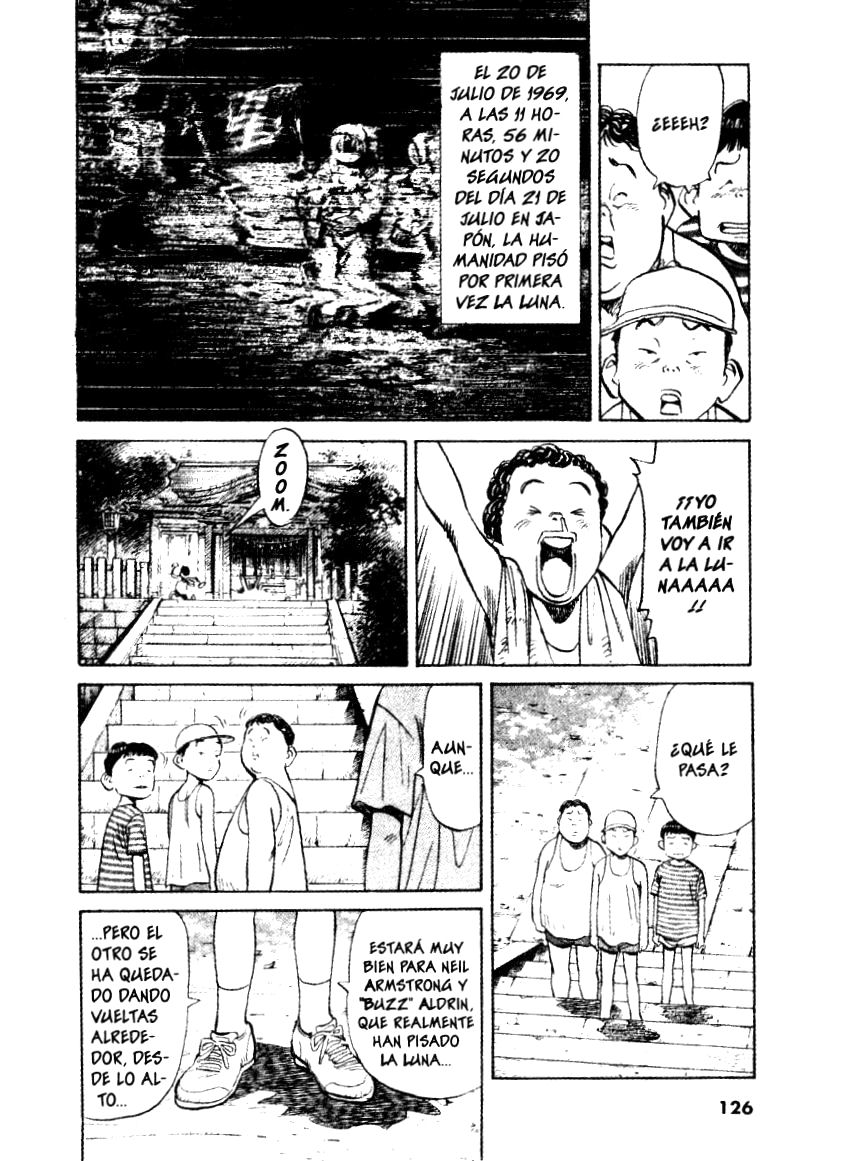 ¿EEEH?
EL 20 DE
JULIO DE 1969,
A LAS 11 HO-
RAS, 56 MI-
NUTOS Y 20
SEGUNDOS
DEL DÍA 21 DE
JULIO EN JA-
PÓN, LA HU-
MANIDAD PISÓ
POR PRIMERA
VEZ LA LUNA.
¡¡YO
TAMBIÉN
VOY A IR
A LA LU-
NAAAAA
!!
ZOOM.
¿QUÉ LE
PASA?
AUN-
QUE...
ESTARÁ MUY
BIEN PARA NEIL
ARMSTRONG Y
"BUZZ" ALDRIN,
QUE REALMENTE
HAN PISADO
LA LUNA...
...PERO EL
OTRO SE
HA QUEDA-
DO DANDO
VUELTAS
ALREDE-
DOR, DES-
DE LO AL-
TO...
126